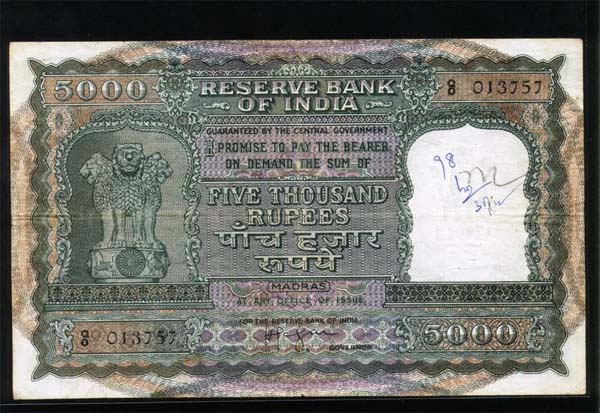 5000
RESERVE BANK
OF INDIA
013757
GUARANTEED BY THE CENTRAL GOVERNMENT
I PROMISE TO PAY THE BEARER
ON DEMAND THE SUM OF
FIVE THOUSAND
RUPEES
पाँच हज़ार
रूपये
(MADRAS)
AT ANY OFFICE OF ISSUE
FOR THE RESERVE BANK OF INDIA
013757
GOVERNOR
5000
98